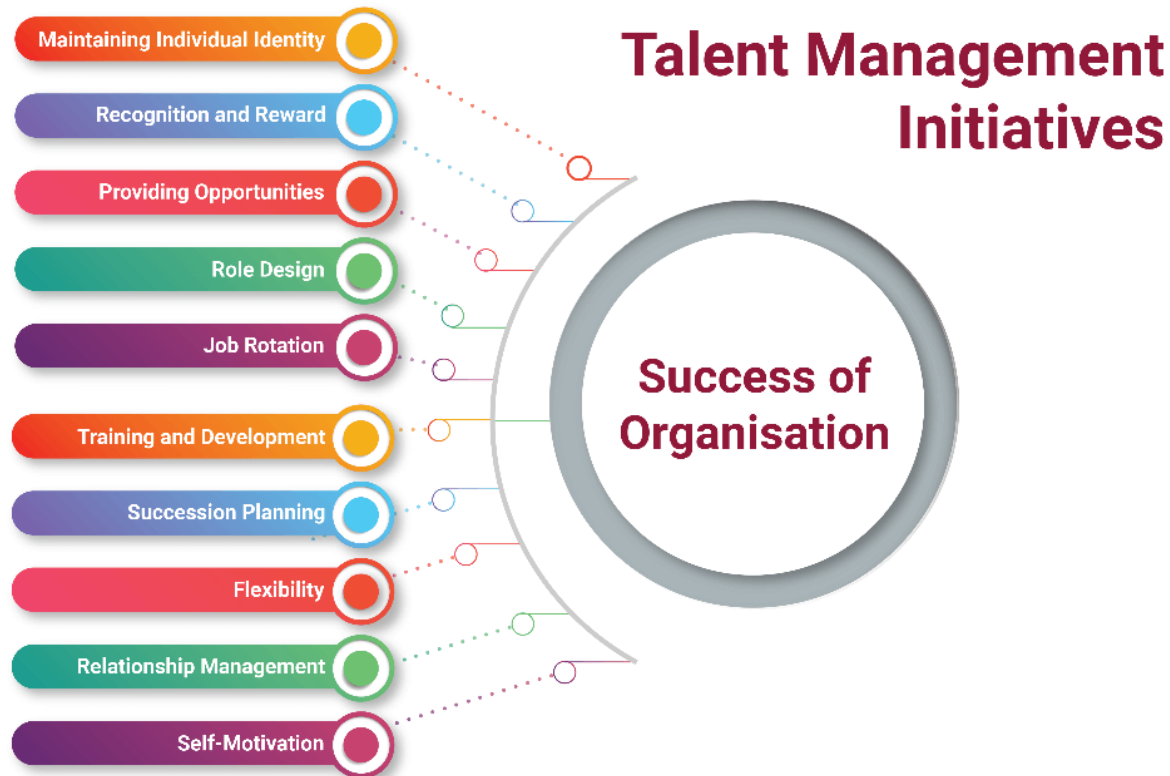 Talent Management
Initiatives
Maintaining Individual Identity
Recognition and Reward
Providing Opportunities
Role Design
Job Rotation
Training and Development
Succession Planning
Flexibility
Relationship Management
Self-Motivation
Success of
Organisation